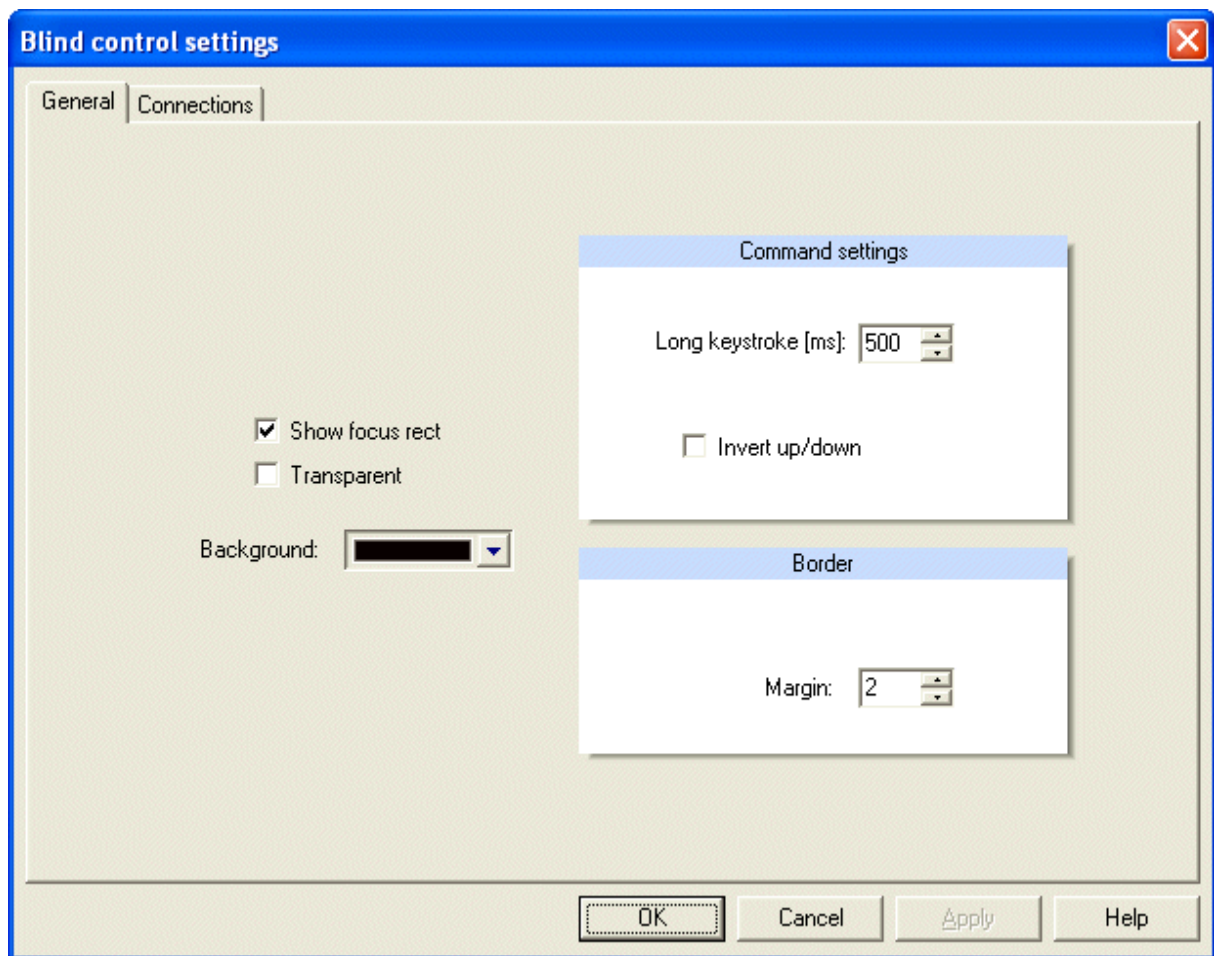 Blind control settings
General
Connections
Command settings
Long keystroke [ms]: 500
Invert up/down
Show focus rect
Transparent
Background:
Border
Margin: 2
OK
Cancel
Apply
Help